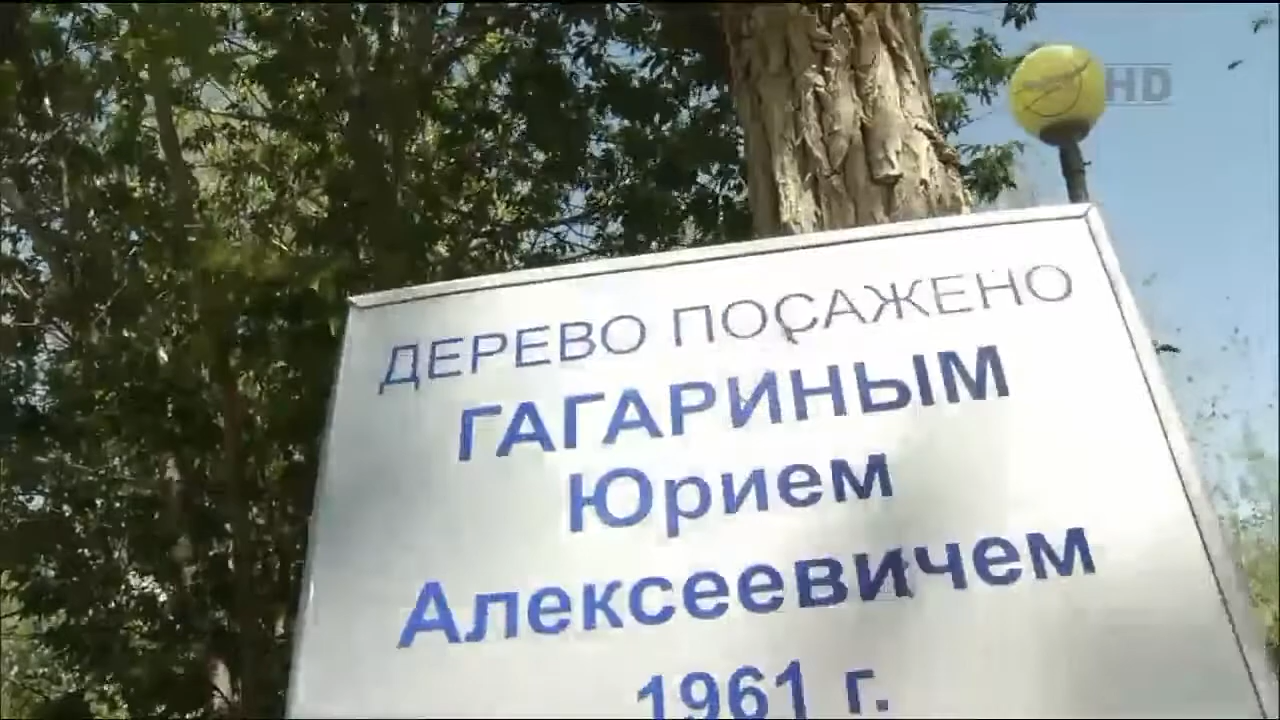 HD
ДЕРЕВО ПОСАЖЕНО
ГАГАРИНЫМ
Юрием
Алексеевичем
1961 г.